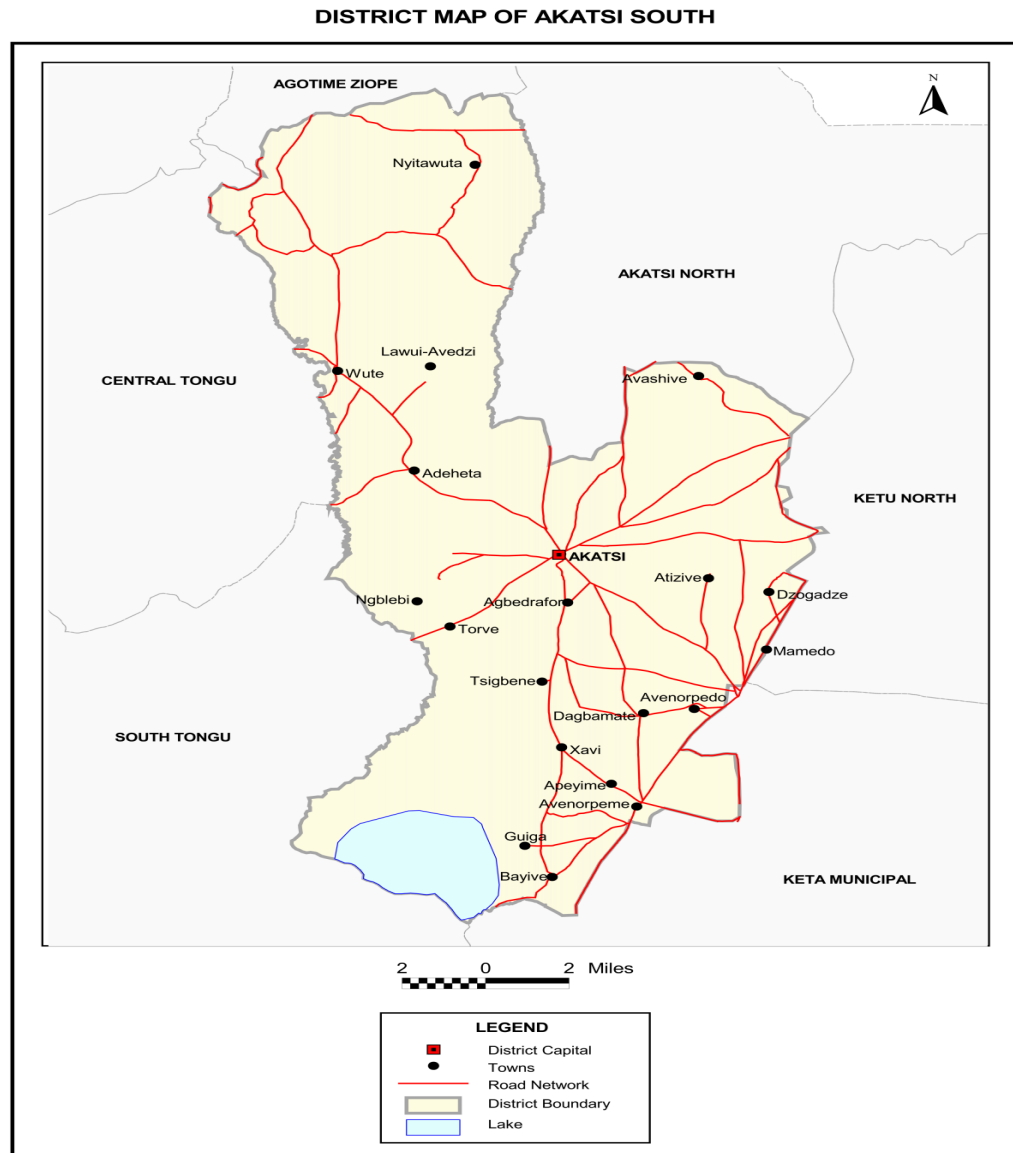 DISTRICT MAP OF AKATSI SOUTH
AGOTIME ZIOPE
N
Nyitawuta
AKATSI NORTH
Lawui-Avedzi
CENTRAL TONGU
Wute
Avashive
Adeheta
KETU NORTH
AKATSI
Atizive
Ngblebi
Agbedrafor
Dzogadze
Torve
Mamedo
Tsigbene
Avenorpedo
Dagbamate
SOUTH TONGU
Xavi
Apeyime
Avenorpeme
Guiga
Bayive
KETA MUNICIPAL
2 0 2 Miles
LEGEND
District Capital
Towns
Road Network
District Boundary
Lake